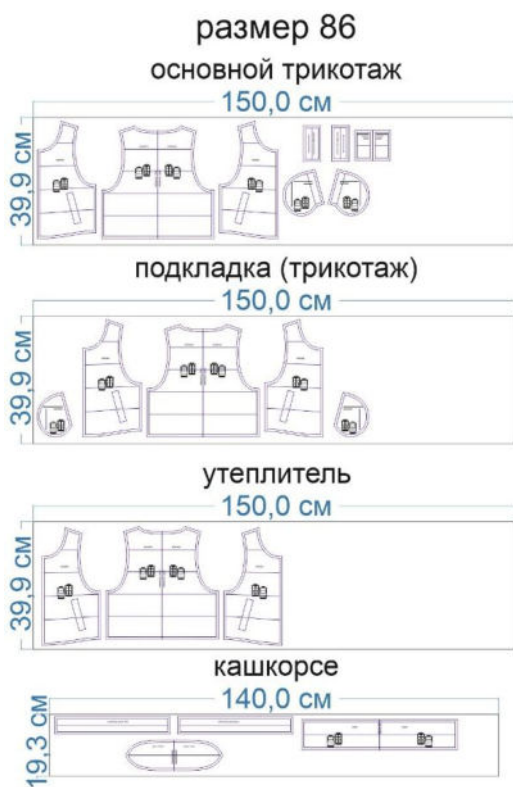 размер 86
основной трикотаж
150,0 см
39,9 см
подкладка (трикотаж)
150,0 см
39,9 см
утеплитель
150,0 см
39,9 см
кашкорсе
140,0 см
19,3 см